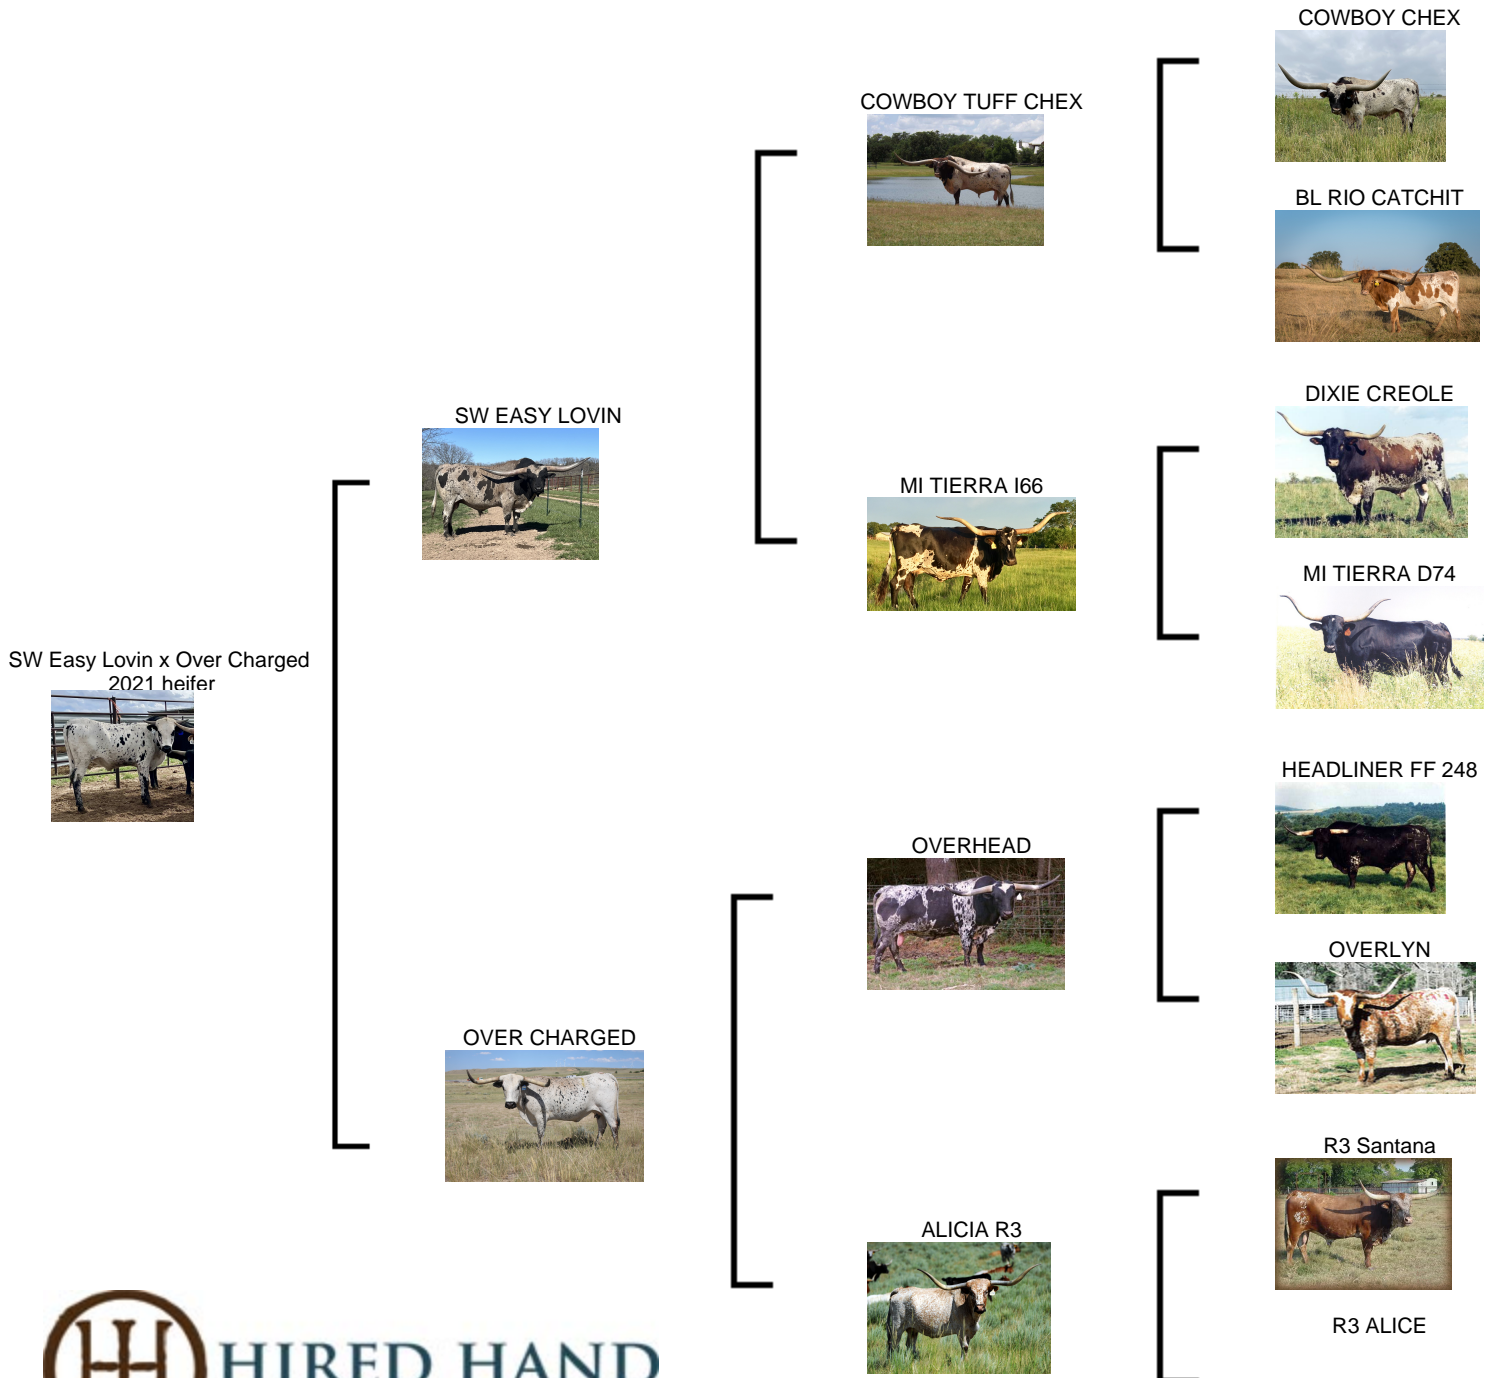 COWBOY CHEX
COWBOY TUFF CHEX
BL RIO CATCHIT
DIXIE CREOLE
SW EASY LOVIN
MI TIERRA I66
MI TIERRA D74
SW Easy Lovin x Over Charged
2021 heifer
HEADLINER FF 248
OVERHEAD
OVERLYN
OVER CHARGED
R3 Santana
ALICIA R3
R3 ALICE
HIRED HAND